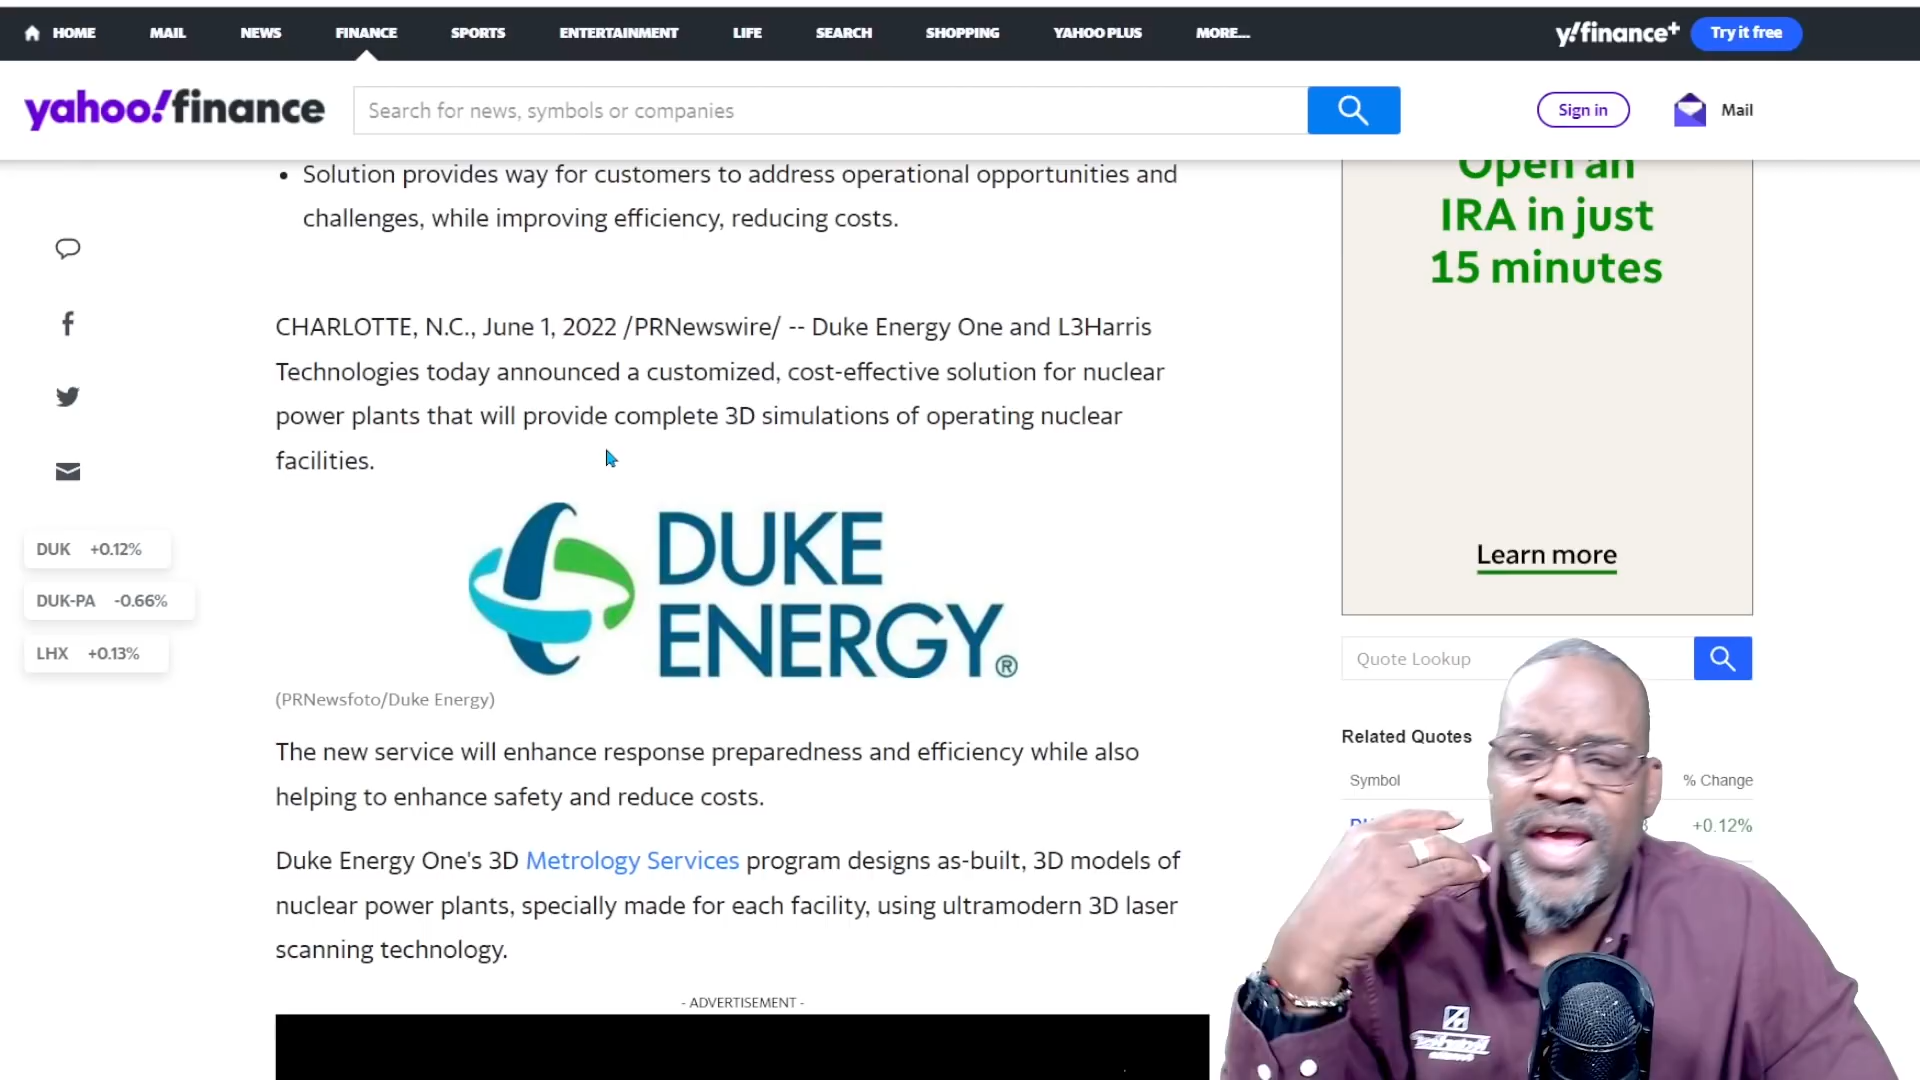 HOME MAIL NEWS FINANCE SPORTS ENTERTAINMENT LIFE SEARCH SHOPPING YAHOO PLUS MORE...
y!finance+ Try it free
yahoo!finance
Search for news, symbols or companies
Sign in
Mail
• Solution provides way for customers to address operational opportunities and
challenges, while improving efficiency, reducing costs.
CHARLOTTE, N.C., June 1, 2022 /PRNewswire/ -- Duke Energy One and L3Harris
Technologies today announced a customized, cost-effective solution for nuclear
power plants that will provide complete 3D simulations of operating nuclear
facilities.
DUKE
ENERGY®
(PRNewsfoto/Duke Energy)
The new service will enhance response preparedness and efficiency while also
helping to enhance safety and reduce costs.
Duke Energy One's 3D Metrology Services program designs as-built, 3D models of
nuclear power plants, specially made for each facility, using ultramodern 3D laser
scanning technology.
- ADVERTISEMENT -
DUK +0.12%
DUK-PA -0.66%
LHX +0.13%
Open an
IRA in just
15 minutes
Learn more
Quote Lookup
Related Quotes
Symbol % Change
+0.12%